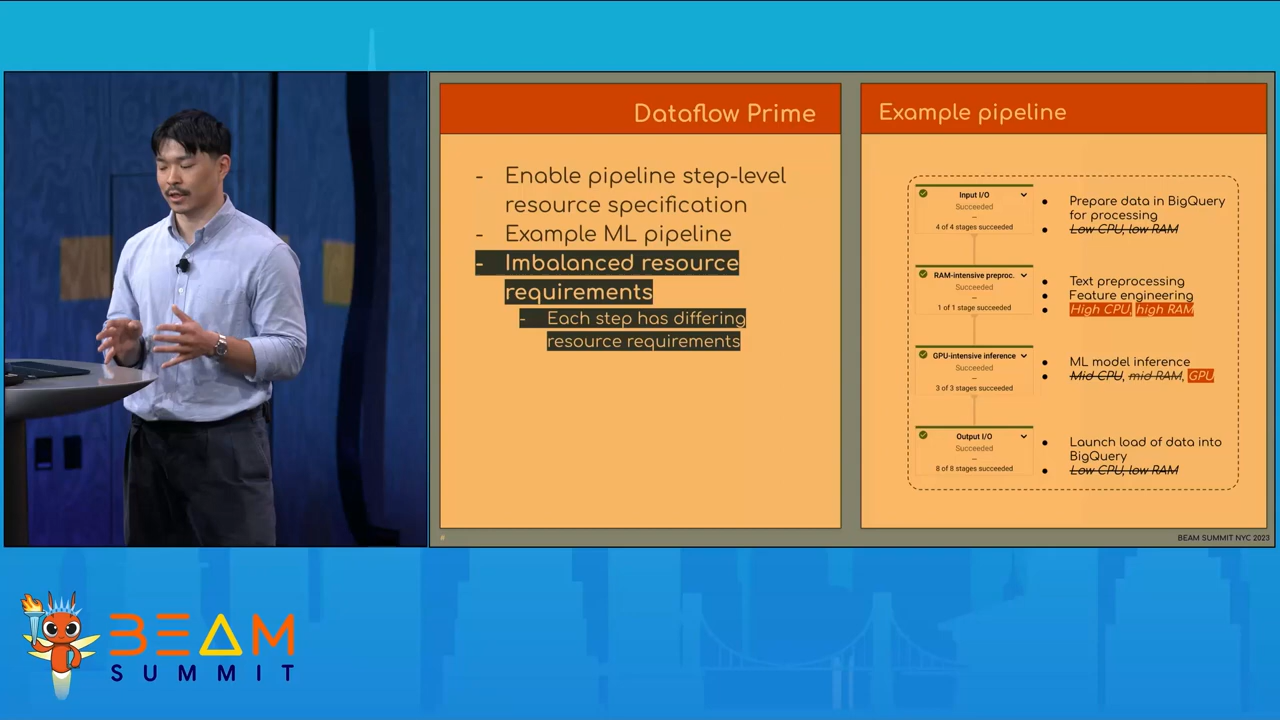 Dataflow Prime
- Enable pipeline step-level
resource specification
- Example ML pipeline
- Imbalanced resource
requirements
- Each step has differing
resource requirements
Example pipeline
Input I/O
Succeeded
–
4 of 4 stages succeeded
● Prepare data in BigQuery
for processing
● Low CPU, low RAM
RAM-intensive preproc.
Succeeded
–
1 of 1 stage succeeded
● Text preprocessing
● Feature engineering
● High CPU, high RAM
GPU-intensive inference
Succeeded
–
3 of 3 stages succeeded
● ML model inference
● Mid CPU, mid RAM, GPU
Output I/O
Succeeded
–
8 of 8 stages succeeded
● Launch load of data into
BigQuery
● Low CPU, low RAM
BEAM SUMMIT NYC 2023
BEAM
SUMMIT